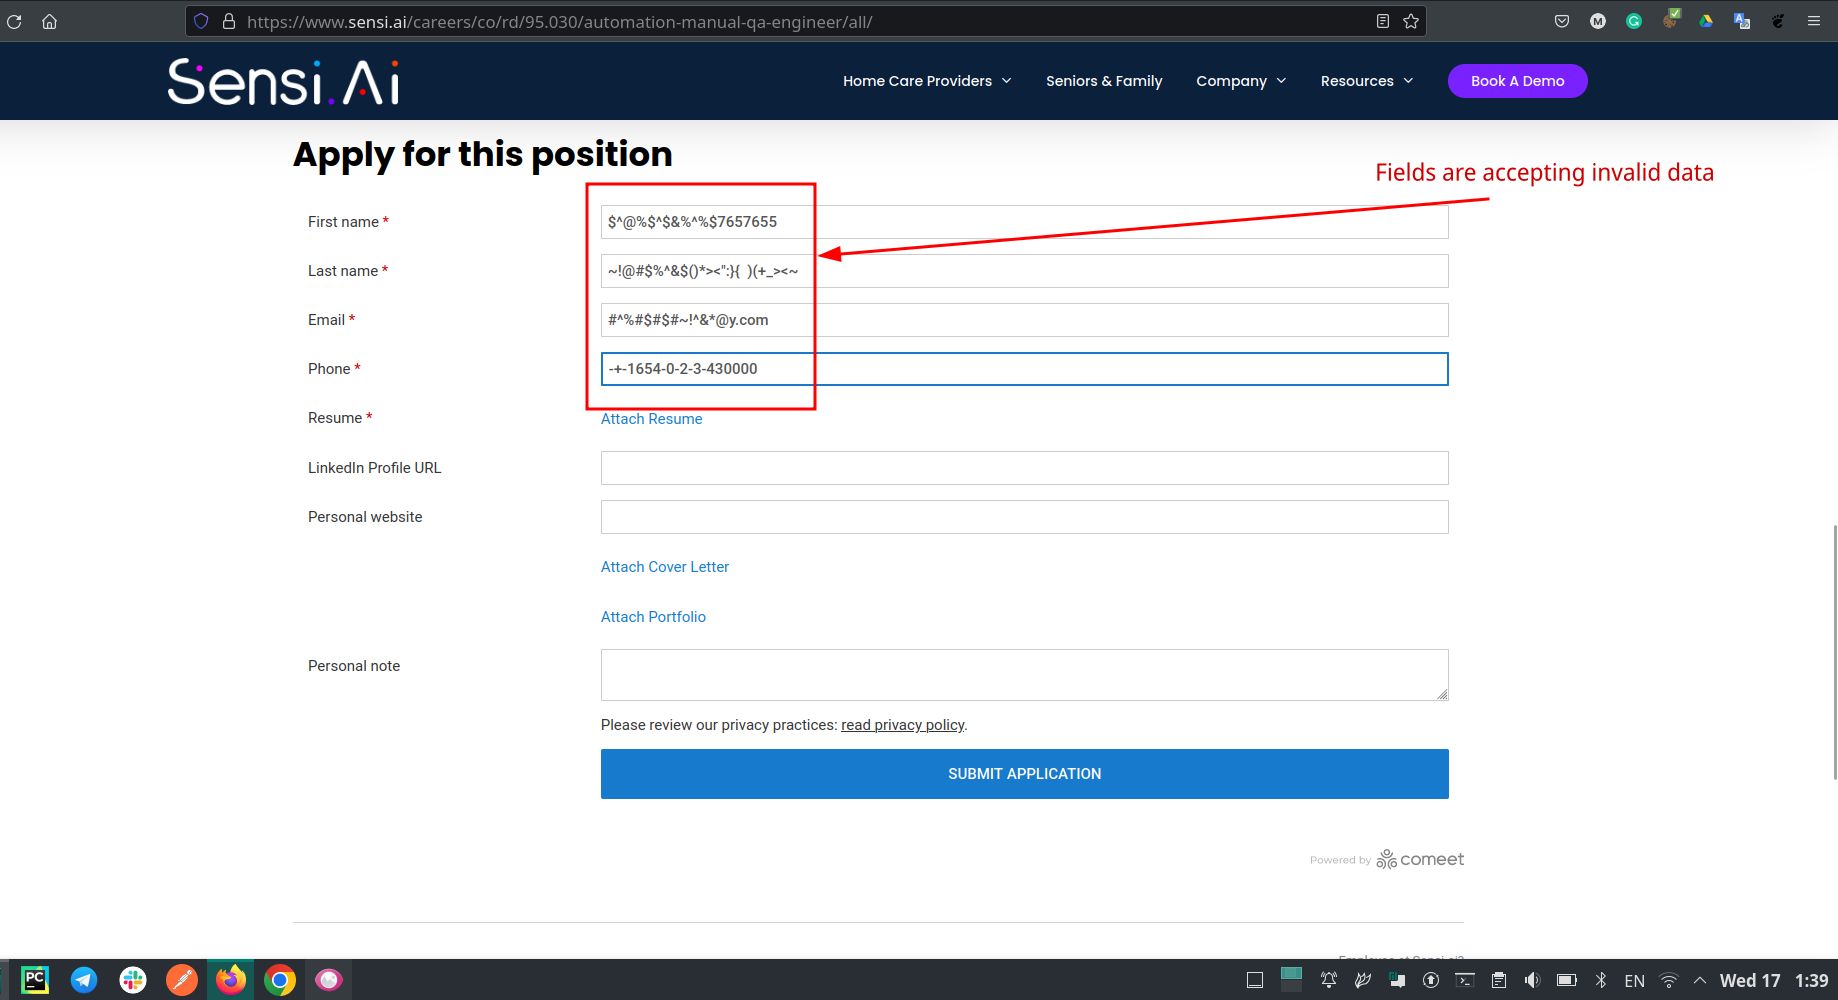 https://www.sensi.ai/careers/co/rd/95.030/automation-manual-qa-engineer/all/
Sensi.Ai
Home Care Providers
Seniors & Family
Company
Resources
Book A Demo
Apply for this position
Fields are accepting invalid data
First name *
$^@%$^$&%^%$7657655
Last name *
~!@#$%^&$()*><":}{  )(+_><~
Email *
#^%#$#$#~!^&*@y.com
Phone *
-+-1654-0-2-3-430000
Resume *
Attach Resume
LinkedIn Profile URL
Personal website
Attach Cover Letter
Attach Portfolio
Personal note
Please review our privacy practices: read privacy policy.
SUBMIT APPLICATION
Powered by comeet
PC
EN
Wed 17
1:39